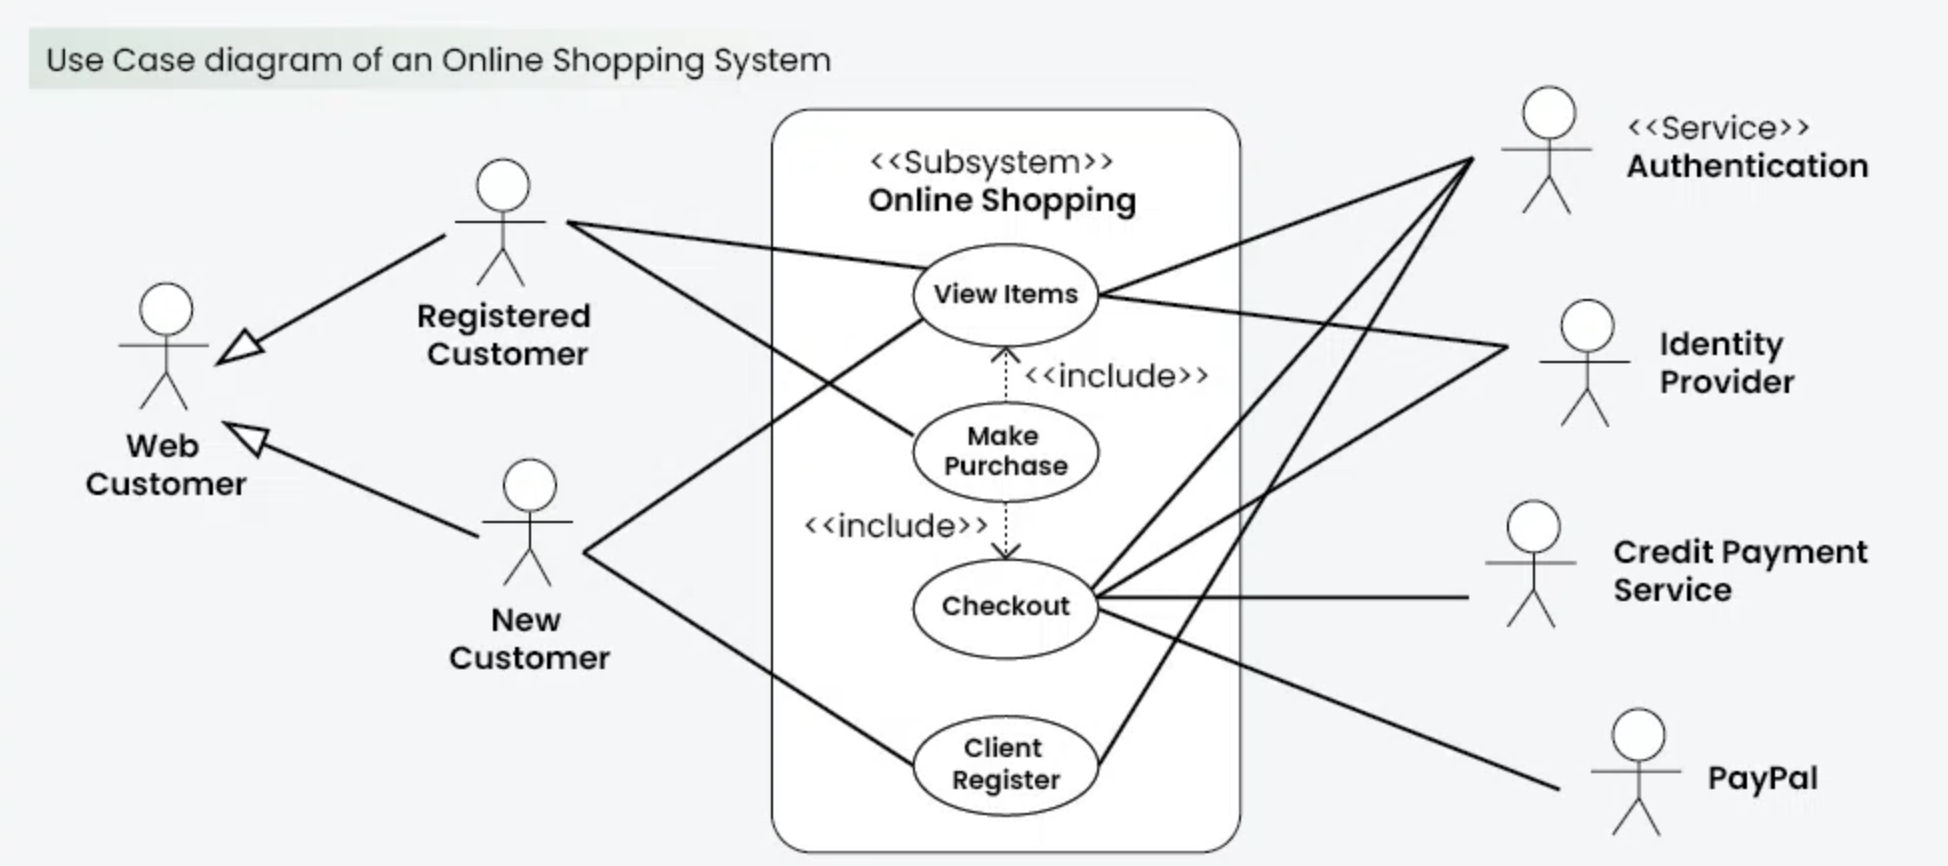 Use Case diagram of an Online Shopping System
<<Subsystem>>
Online Shopping
<<Service>>
Authentication
Registered
Customer
View Items
<<include>>
Identity
Provider
Web
Customer
Make
Purchase
<<include>>
Credit Payment
Service
Checkout
New
Customer
Client
Register
PayPal